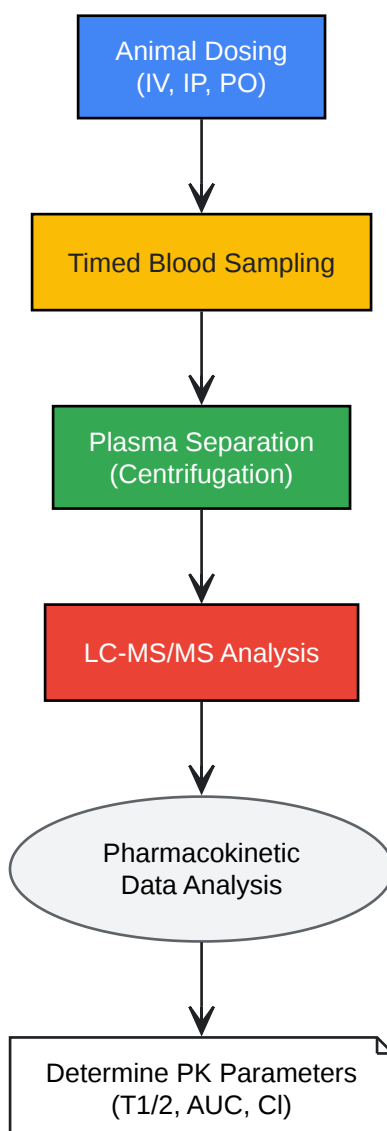 Animal Dosing
(IV, IP, PO)
Timed Blood Sampling
Plasma Separation
(Centrifugation)
LC-MS/MS Analysis
Pharmacokinetic
Data Analysis
Determine PK Parameters
(T1/2, AUC, Cl)